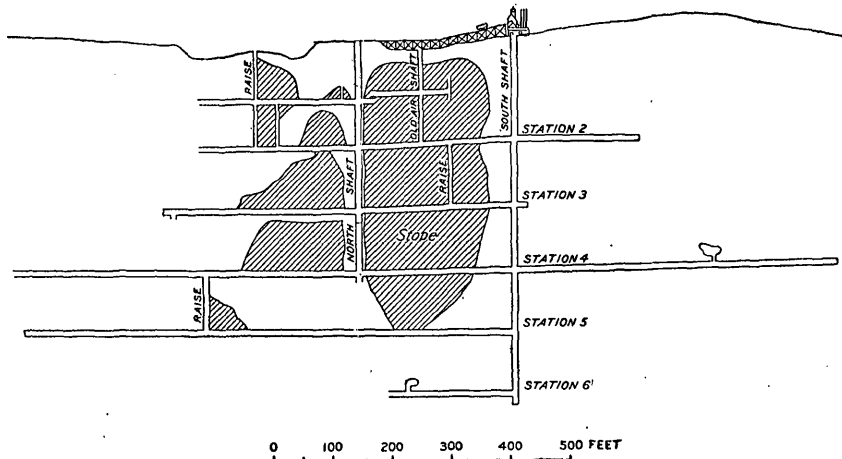 RAISE
OLD AIR SHAFT
SOUTH SHAFT
STATION 2
RAISE
NORTH SHAFT
STATION 3
Stope
STATION 4
RAISE
STATION 5
STATION 6
0 100 200 300 400 500 FEET